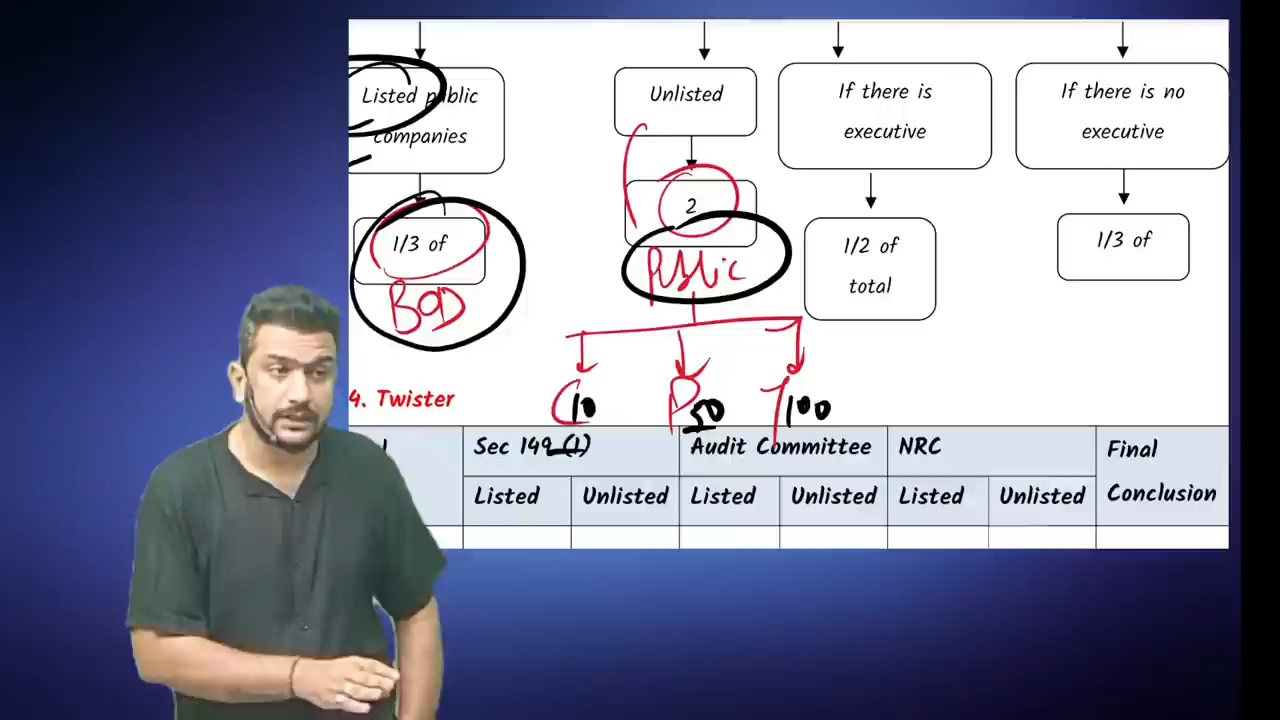 Listed public
companies
Unlisted
If there is
executive
If there is no
executive
1/3 of
BOD
2
Public
1/2 of
total
1/3 of
C 10
P 50
T 100
4. Twister
Sec 149 (1)
Audit Committee
NRC
Final
Conclusion
Listed
Unlisted
Listed
Unlisted
Listed
Unlisted